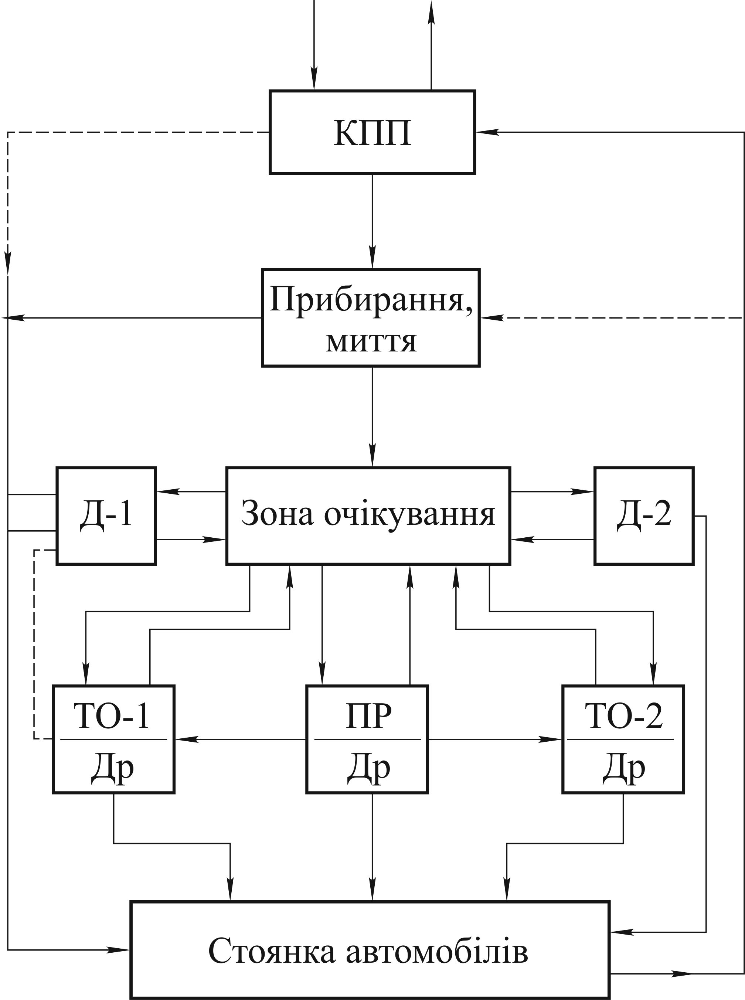 КПП
Прибирання,
миття
Д-1
Зона очікування
Д-2
ТО-1
Др
ПР
Др
ТО-2
Др
Стоянка автомобілів